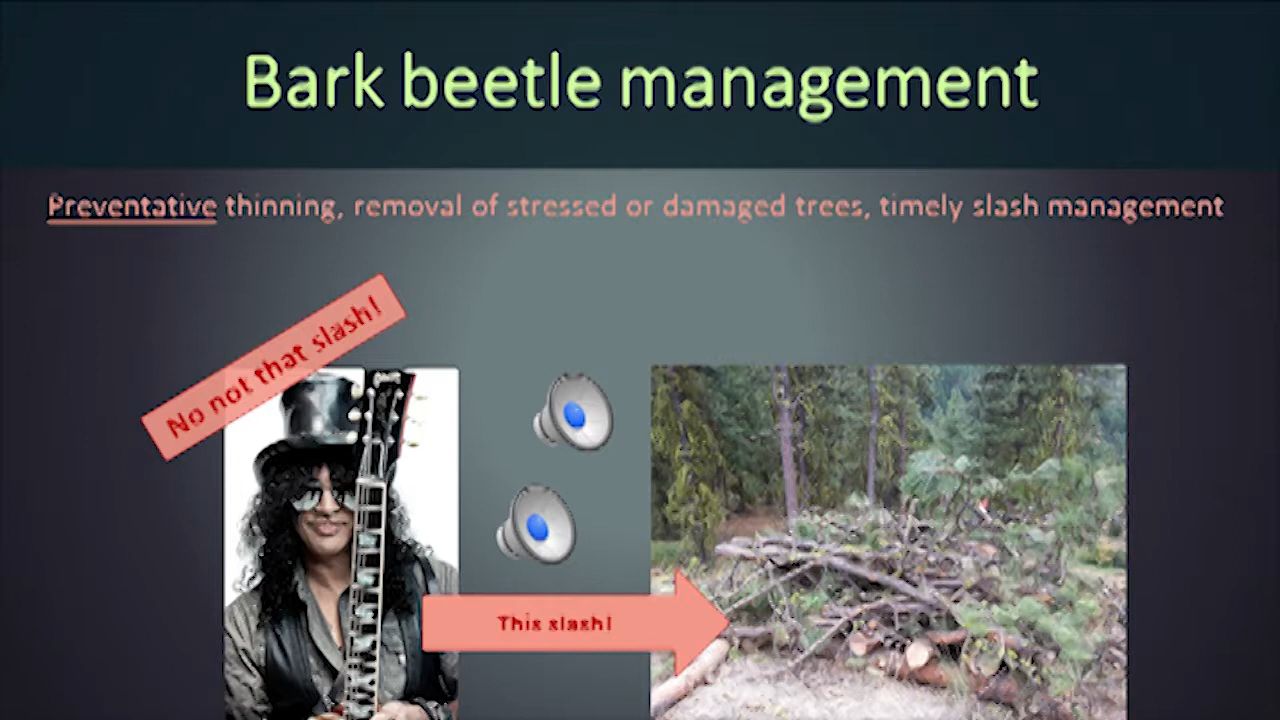 Bark beetle management
Preventative thinning, removal of stressed or damaged trees, timely slash management
No not that slash!
This slash!